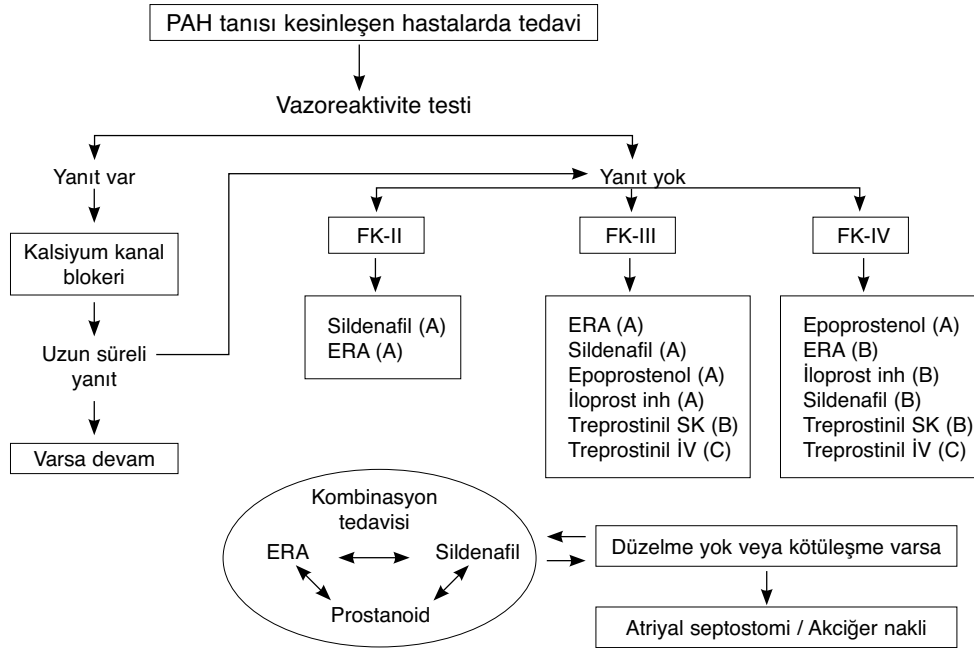 PAH tanısı kesinleşen hastalarda tedavi
Vazoreaktivite testi
Yanıt var
Yanıt yok
Kalsiyum kanal
blokeri
Uzun süreli
yanıt
Varsa devam
FK-II
FK-III
FK-IV
Sildenafil (A)
ERA (A)
ERA (A)
Sildenafil (A)
Epoprostenol (A)
İloprost inh (A)
Treprostinil SK (B)
Treprostinil İV (C)
Epoprostenol (A)
ERA (B)
İloprost inh (B)
Sildenafil (B)
Treprostinil SK (B)
Treprostinil İV (C)
Kombinasyon
tedavisi
ERA
Sildenafil
Prostanoid
Düzelme yok veya kötüleşme varsa
Atriyal septostomi / Akciğer nakli